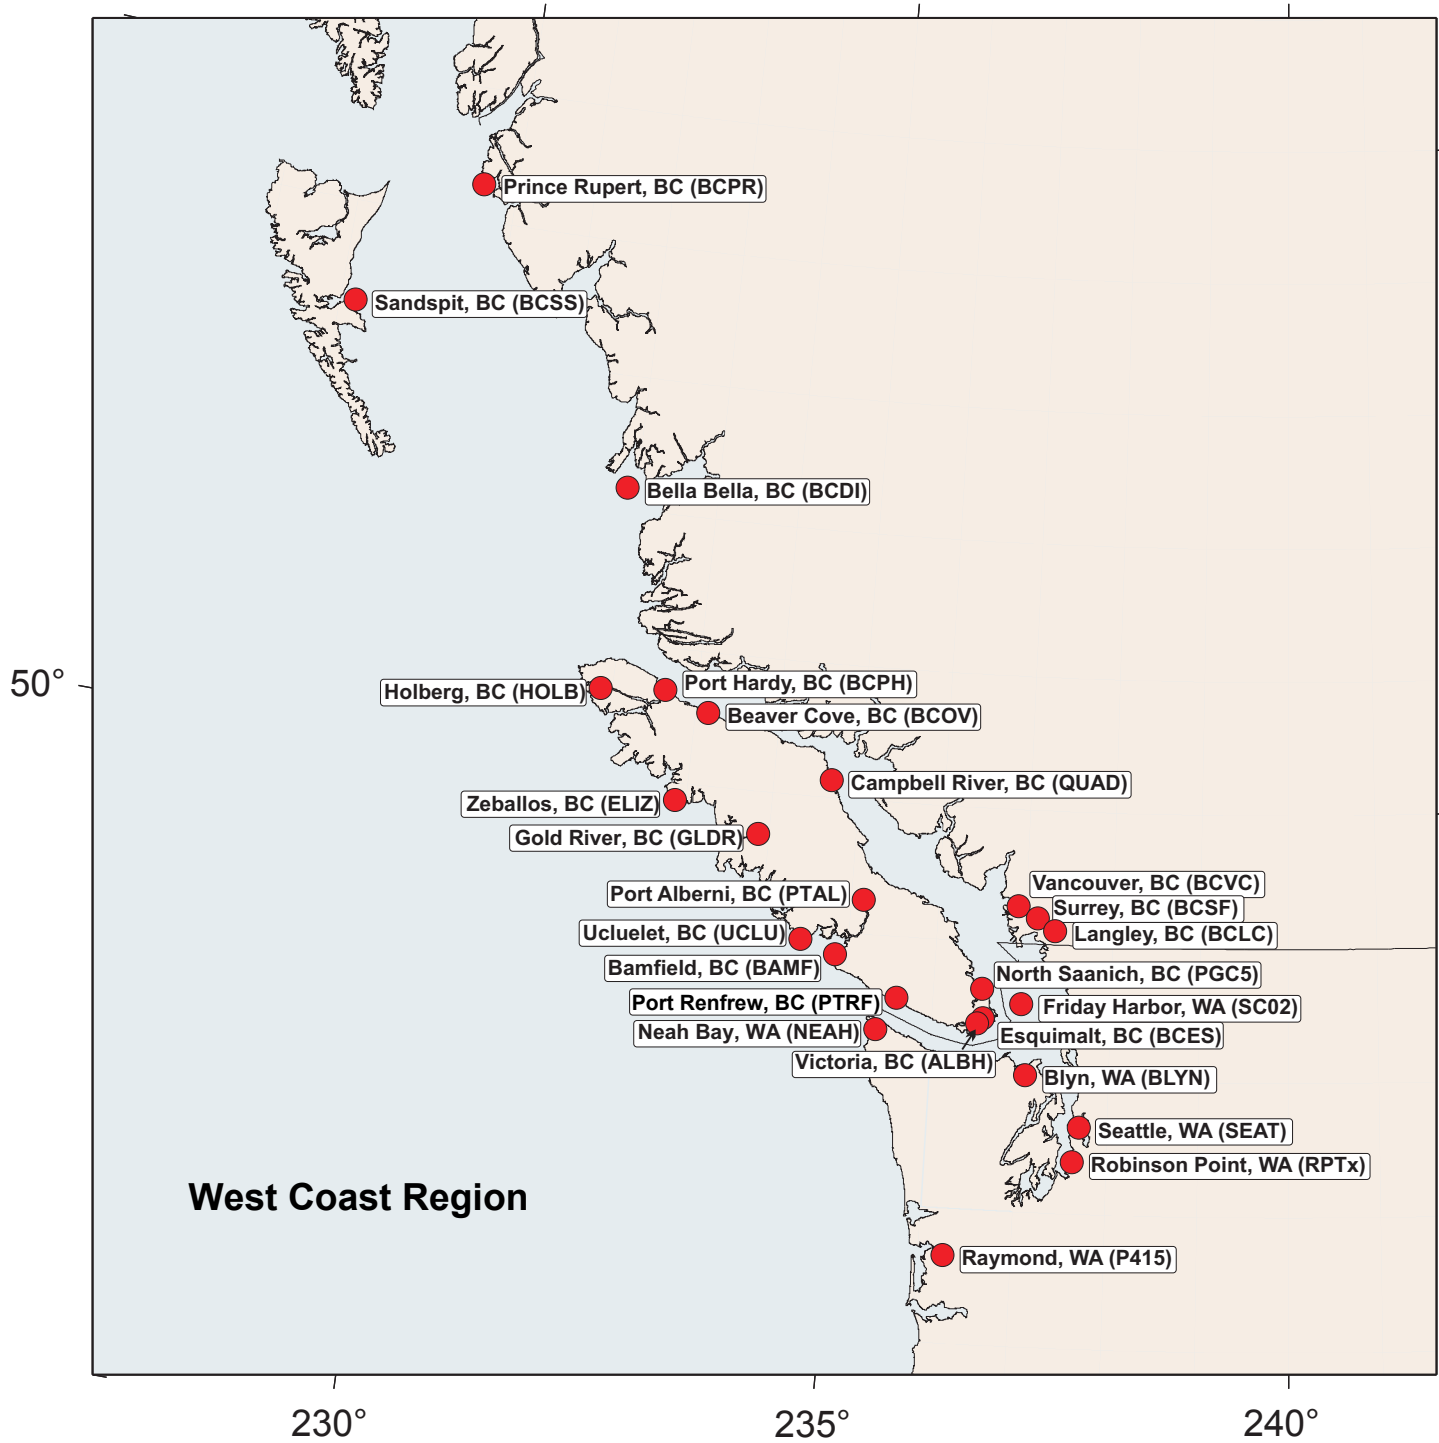 Prince Rupert, BC (BCPR)
Sandspit, BC (BCSS)
Bella Bella, BC (BCDI)
50°
Holberg, BC (HOLB)
Port Hardy, BC (BCPH)
Beaver Cove, BC (BCOV)
Campbell River, BC (QUAD)
Zeballos, BC (ELIZ)
Gold River, BC (GLDR)
Port Alberni, BC (PTAL)
Vancouver, BC (BCVC)
Surrey, BC (BCSF)
Ucluelet, BC (UCLU)
Langley, BC (BCLC)
Bamfield, BC (BAMF)
North Saanich, BC (PGC5)
Port Renfrew, BC (PTRF)
Friday Harbor, WA (SC02)
Neah Bay, WA (NEAH)
Esquimalt, BC (BCES)
Victoria, BC (ALBH)
Blyn, WA (BLYN)
Seattle, WA (SEAT)
Robinson Point, WA (RPTx)
West Coast Region
Raymond, WA (P415)
230°
235°
240°